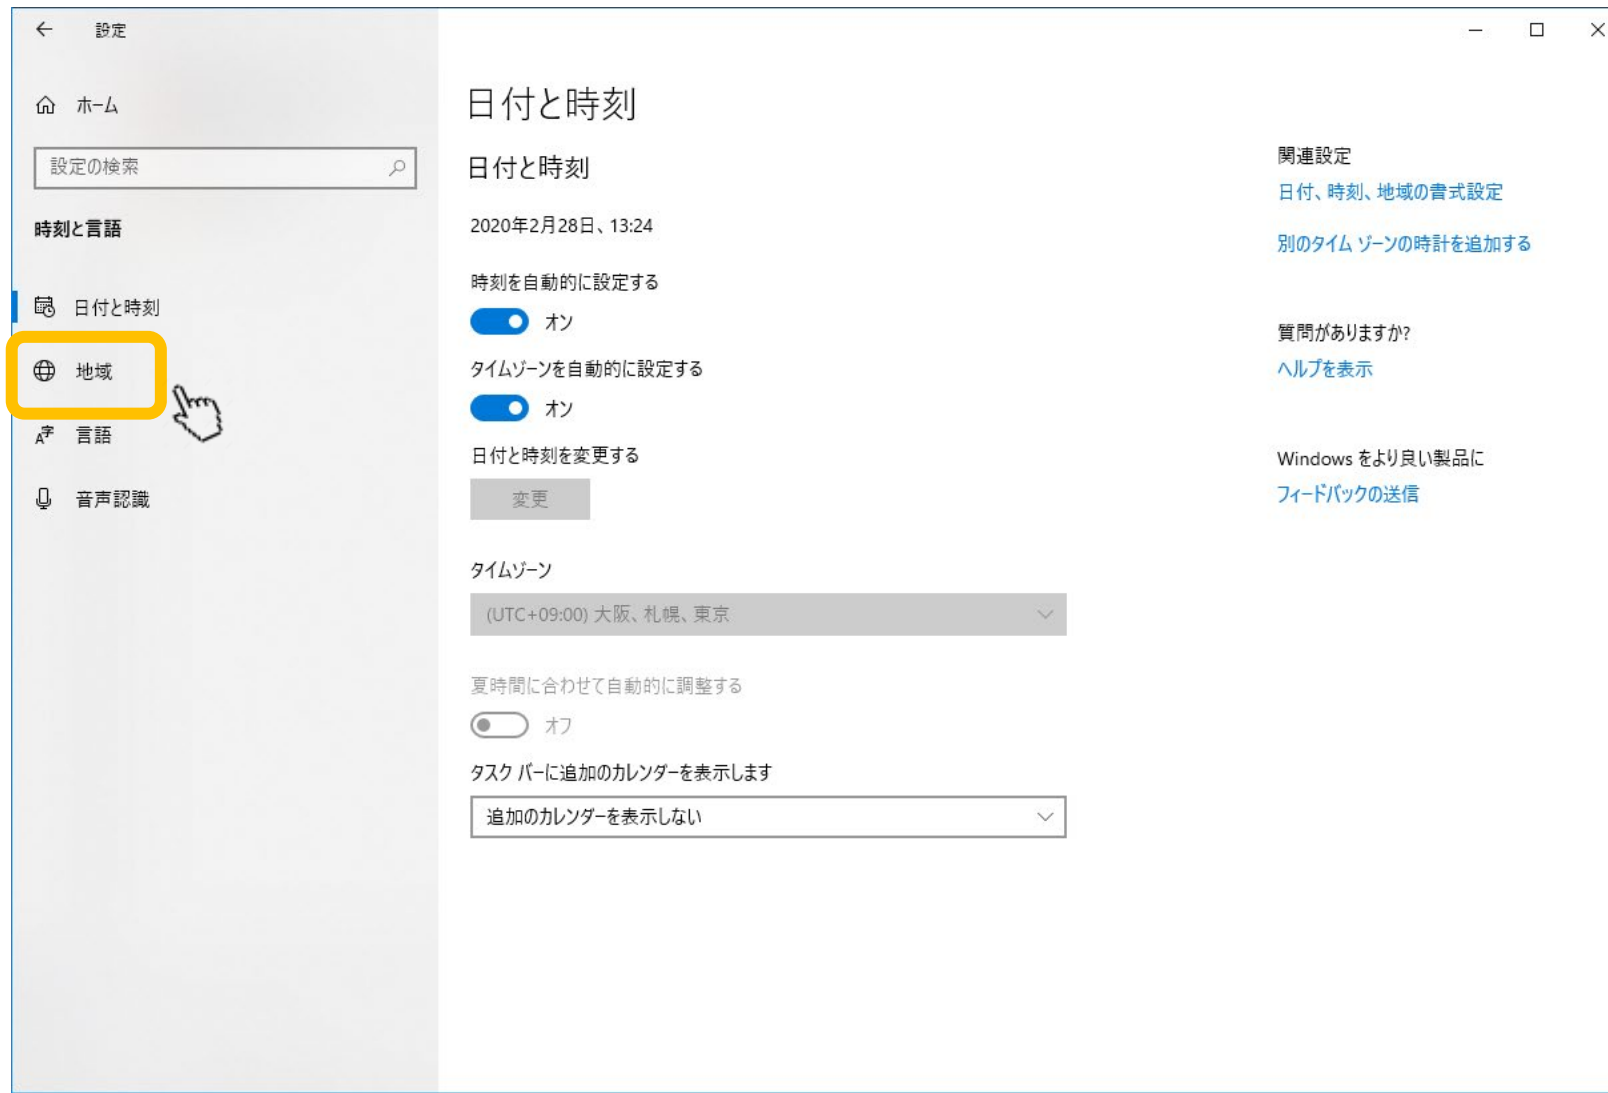 設定
ホーム
設定の検索
時刻と言語
日付と時刻
地域
言語
音声認識
日付と時刻
日付と時刻
2020年2月28日、13:24
時刻を自動的に設定する
オン
タイムゾーンを自動的に設定する
オン
日付と時刻を変更する
変更
タイムゾーン
(UTC+09:00) 大阪、札幌、東京
夏時間に合わせて自動的に調整する
オフ
タスク バーに追加のカレンダーを表示します
追加のカレンダーを表示しない
関連設定
日付、時刻、地域の書式設定
別のタイム ゾーンの時計を追加する
質問がありますか?
ヘルプを表示
Windows をより良い製品に
フィードバックの送信